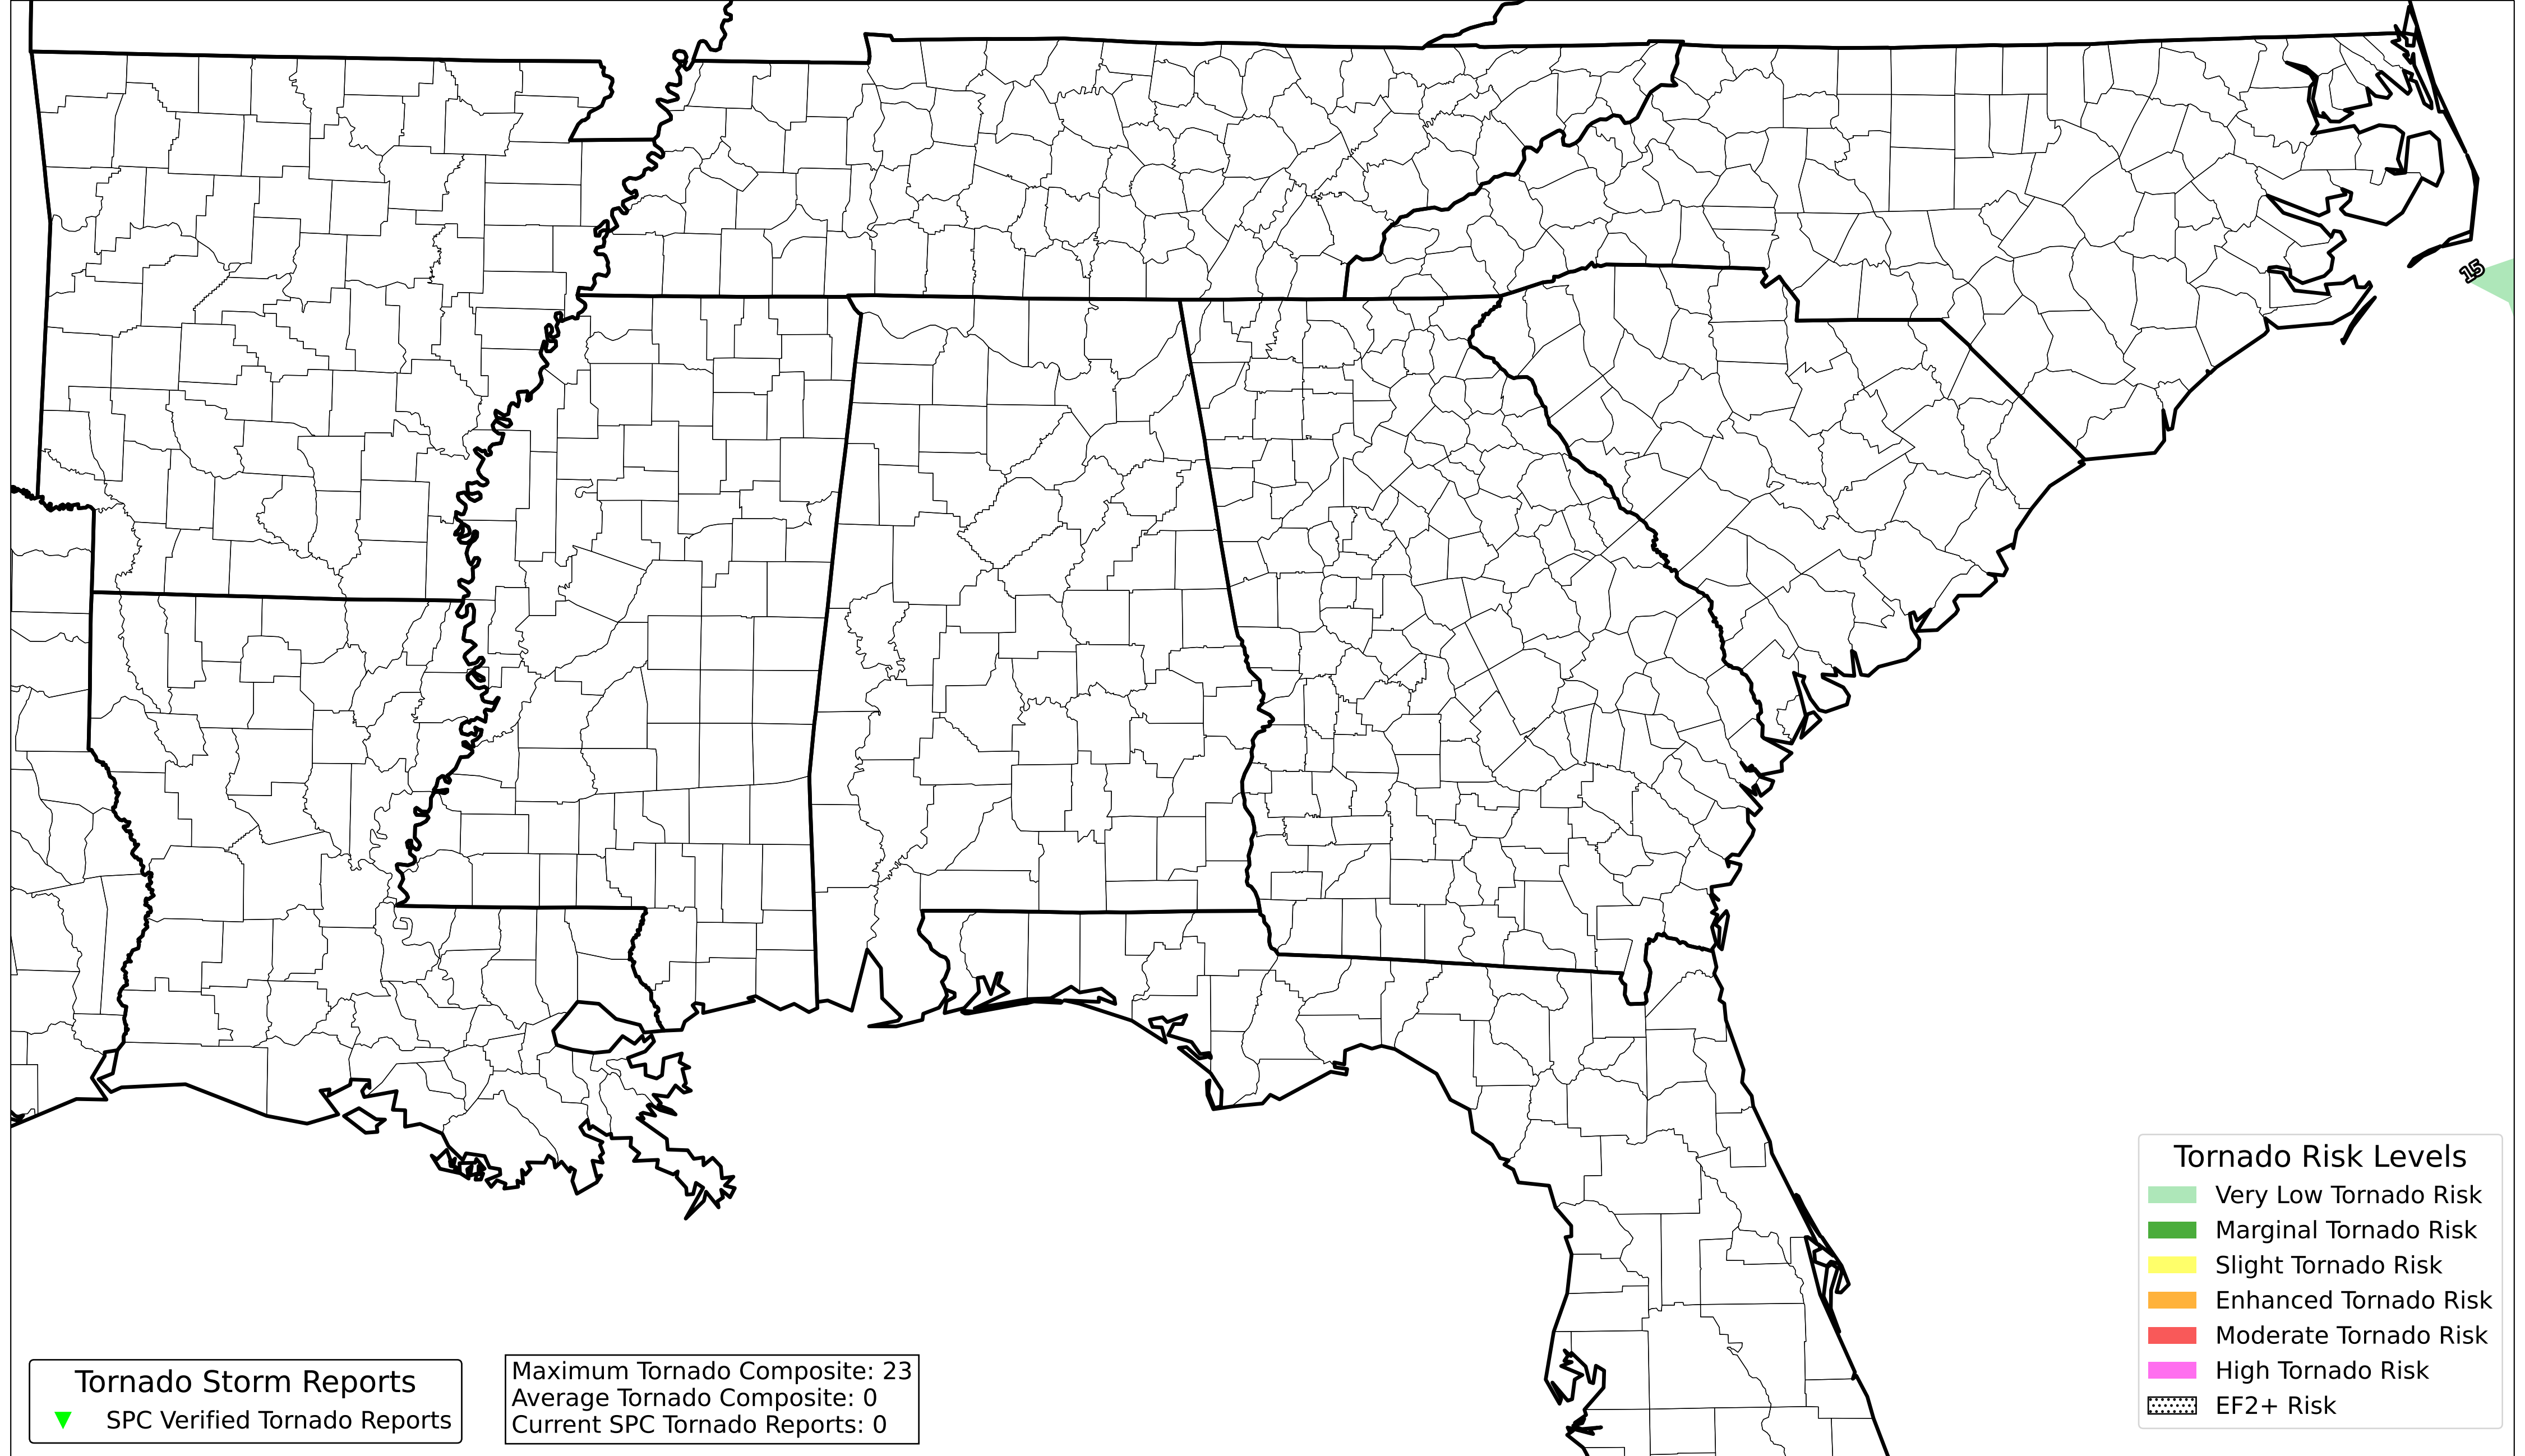 15
Tornado Risk Levels
Very Low Tornado Risk
Marginal Tornado Risk
Slight Tornado Risk
Enhanced Tornado Risk
Moderate Tornado Risk
High Tornado Risk
EF2+ Risk
Tornado Storm Reports
SPC Verified Tornado Reports
Maximum Tornado Composite: 23
Average Tornado Composite: 0
Current SPC Tornado Reports: 0